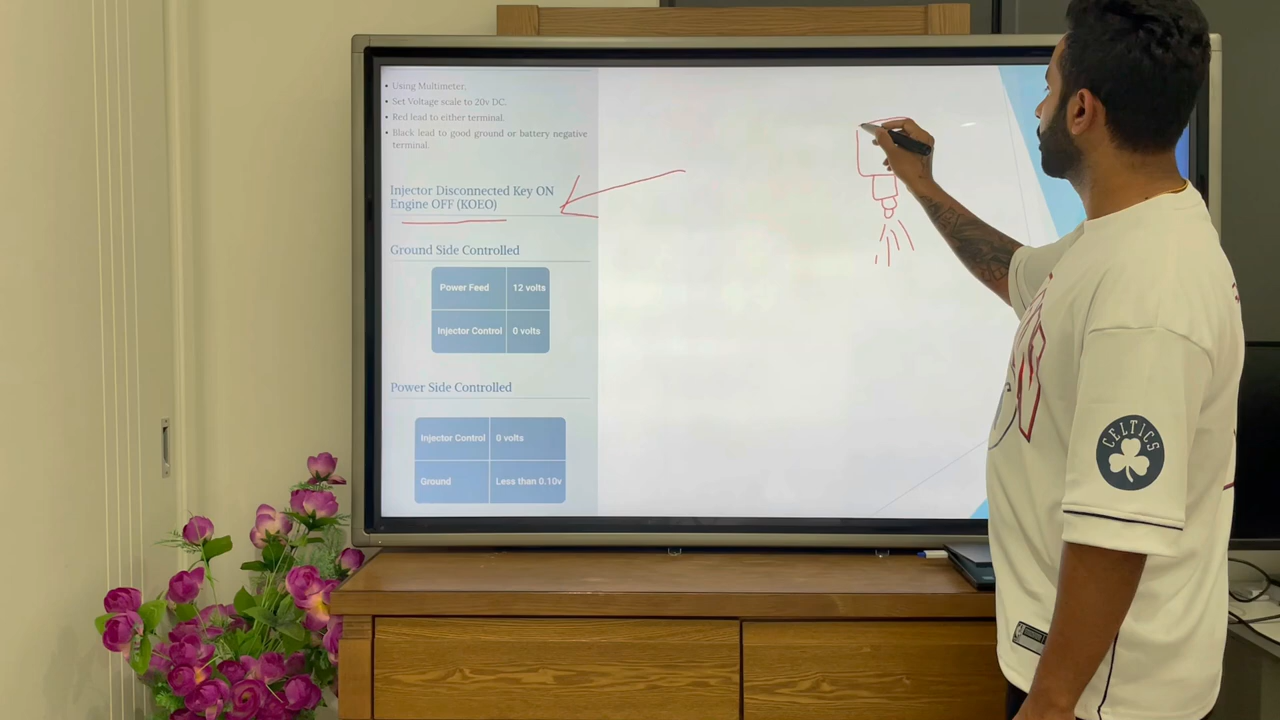 • Using Multimeter.
• Set Voltage scale to 20v DC.
• Red lead to either terminal.
• Black lead to good ground or battery negative
terminal.
Injector Disconnected Key ON
Engine OFF (KOEO)
Ground Side Controlled
Power Feed 12 volts
Injector Control 0 volts
Power Side Controlled
Injector Control 0 volts
Ground Less than 0.10v
CELTICS